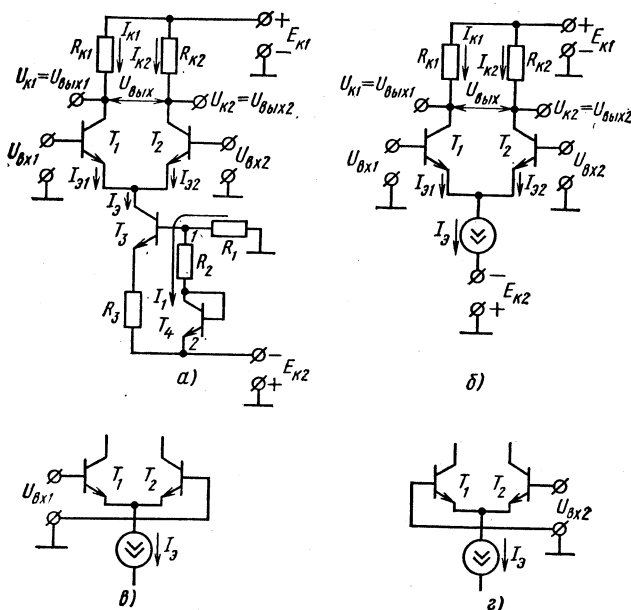 +
Eк1
−
Rк1
Iк1
Iк2
Rк2
Uк1=Uвых1
Uвых
Uк2=Uвых2
Uвх1
T1
T2
Uвх2
Iэ1
Iэ2
Iэ
T3
1
R1
R2
R3
I1
T4
2
−
Eк2
+
а)
+
Eк1
−
Rк1
Iк1
Iк2
Rк2
Uк1=Uвых1
Uвых
Uк2=Uвых2
Uвх1
T1
T2
Uвх2
Iэ1
Iэ2
Iэ
−
Eк2
+
б)
Uвх1
T1
T2
Iэ
в)
T1
T2
Uвх2
Iэ
г)